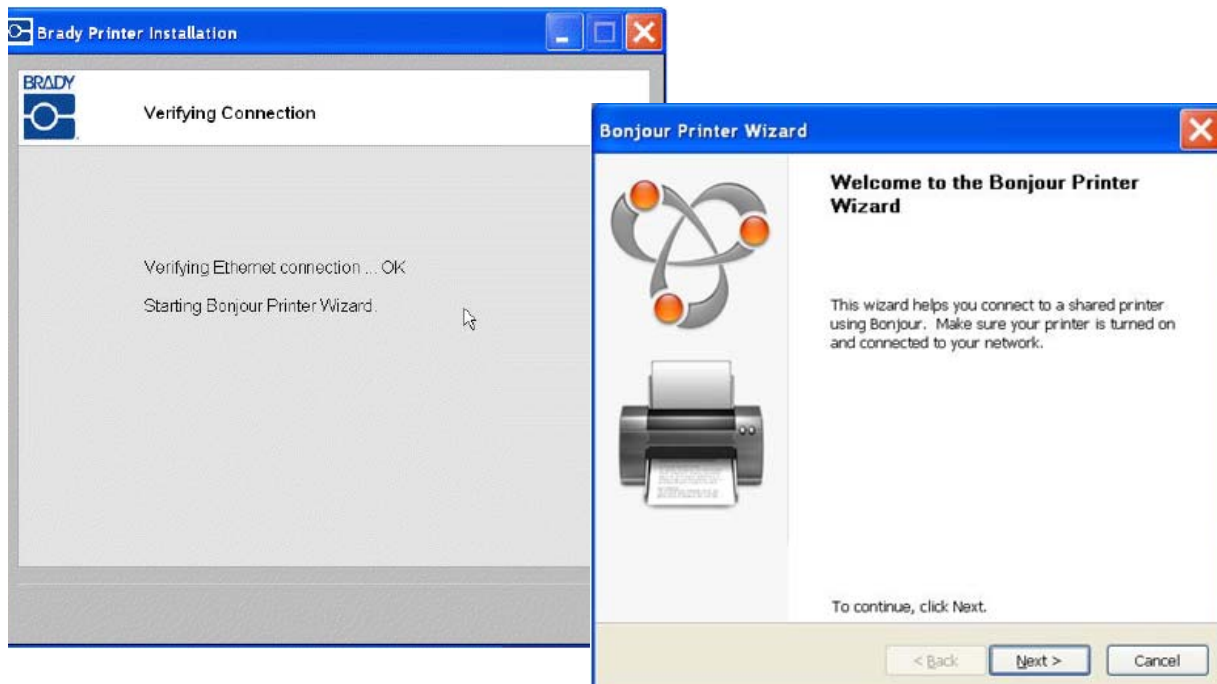 Brady Printer Installation
BRADY
Verifying Connection
Verifying Ethernet connection ... OK
Starting Bonjour Printer Wizard.
Bonjour Printer Wizard
Welcome to the Bonjour Printer
Wizard
This wizard helps you connect to a shared printer
using Bonjour. Make sure your printer is turned on
and connected to your network.
To continue, click Next.
< Back
Next >
Cancel